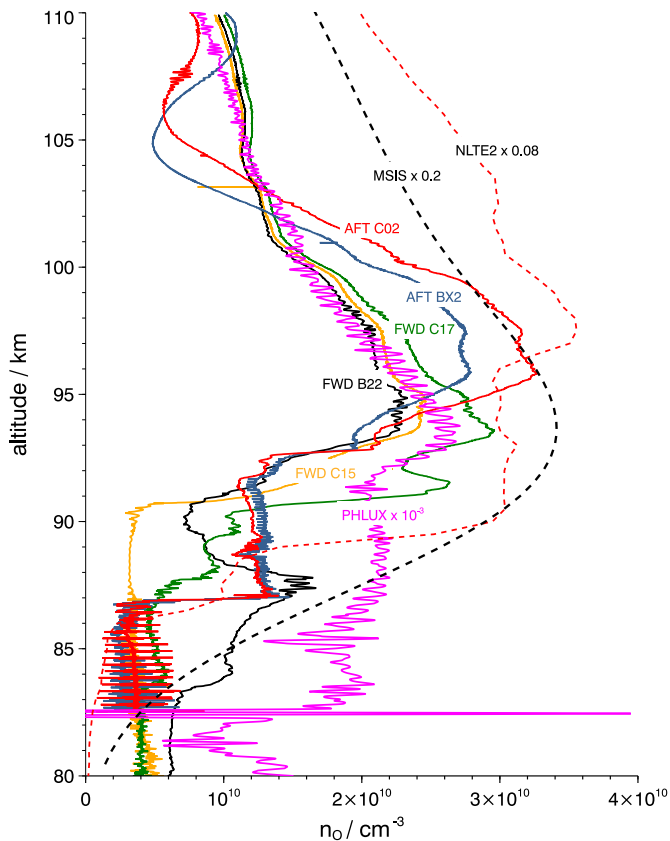 110
105
100
95
90
85
80
altitude / km
NLTE2 x 0.08
MSIS x 0.2
AFT C02
AFT BX2
FWD C17
FWD B22
FWD C15
PHLUX x 10⁻³
0
10¹⁰
2×10¹⁰
3×10¹⁰
4×10¹⁰
n_O / cm⁻³